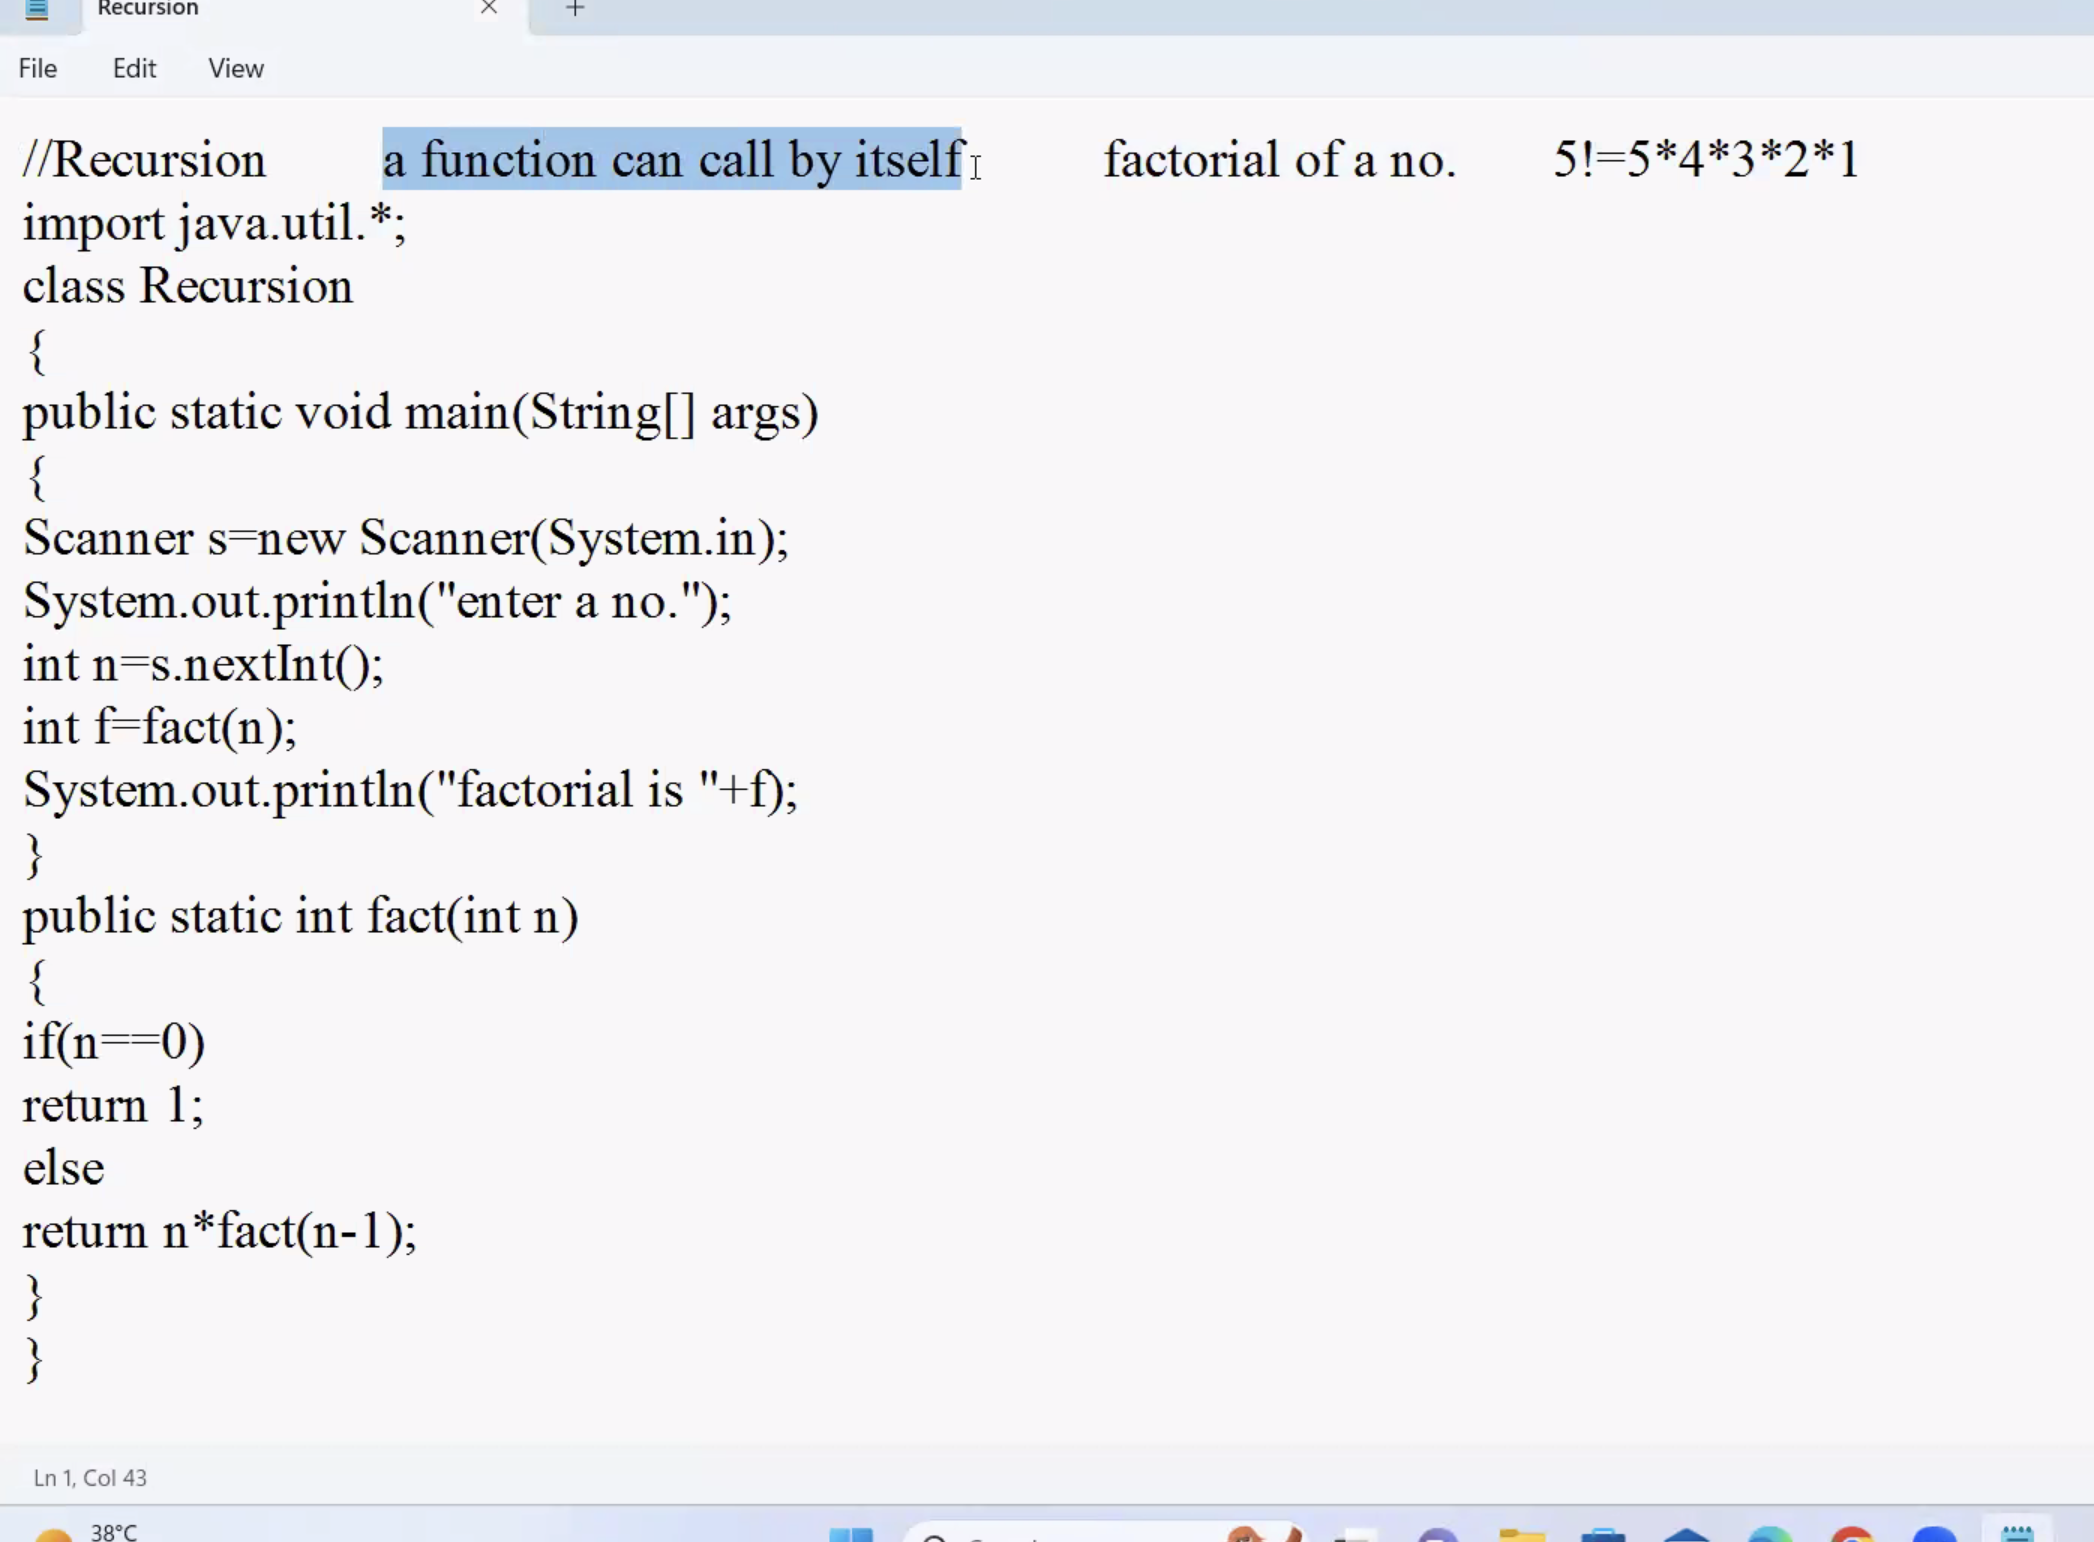 Recursion
File Edit View
//Recursion a function can call by itself factorial of a no. 5!=5*4*3*2*1
import java.util.*;
class Recursion
{
public static void main(String[] args)
{
Scanner s=new Scanner(System.in);
System.out.println("enter a no.");
int n=s.nextInt();
int f=fact(n);
System.out.println("factorial is "+f);
}
public static int fact(int n)
{
if(n==0)
return 1;
else
return n*fact(n-1);
}
}
Ln 1, Col 43
38°C